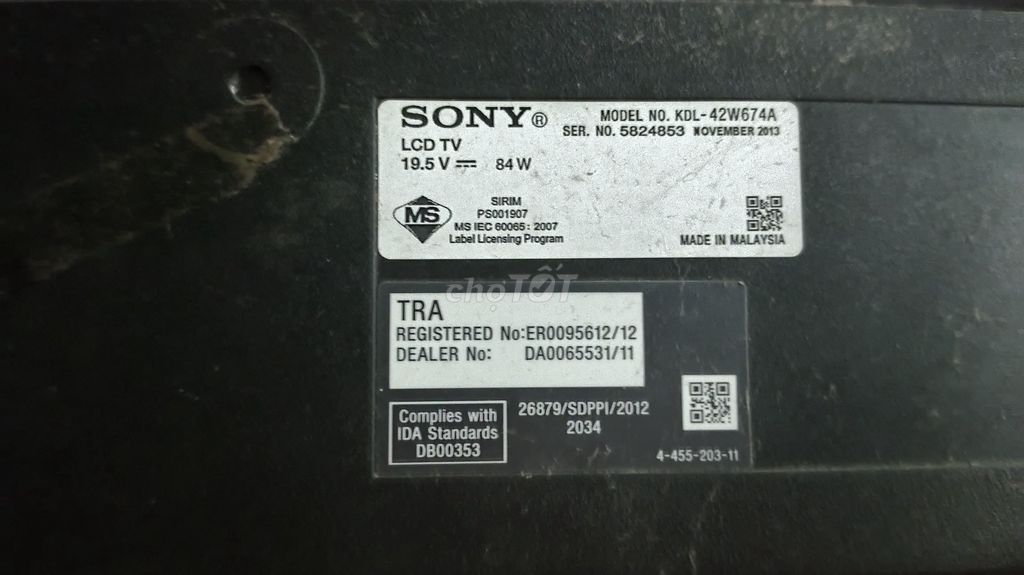 SONY®
MODEL NO. KDL-42W674A
SER. NO. 5824853 NOVEMBER 2013
LCD TV
19.5 V ⎓ 84 W
MS
SIRIM
PS001907
MS IEC 60065: 2007
Label Licensing Program
MADE IN MALAYSIA
choTỐT
TRA
REGISTERED No:ER0095612/12
DEALER No: DA0065531/11
Complies with
IDA Standards
DB00353
26879/SDPPI/2012
2034
4-455-203-11